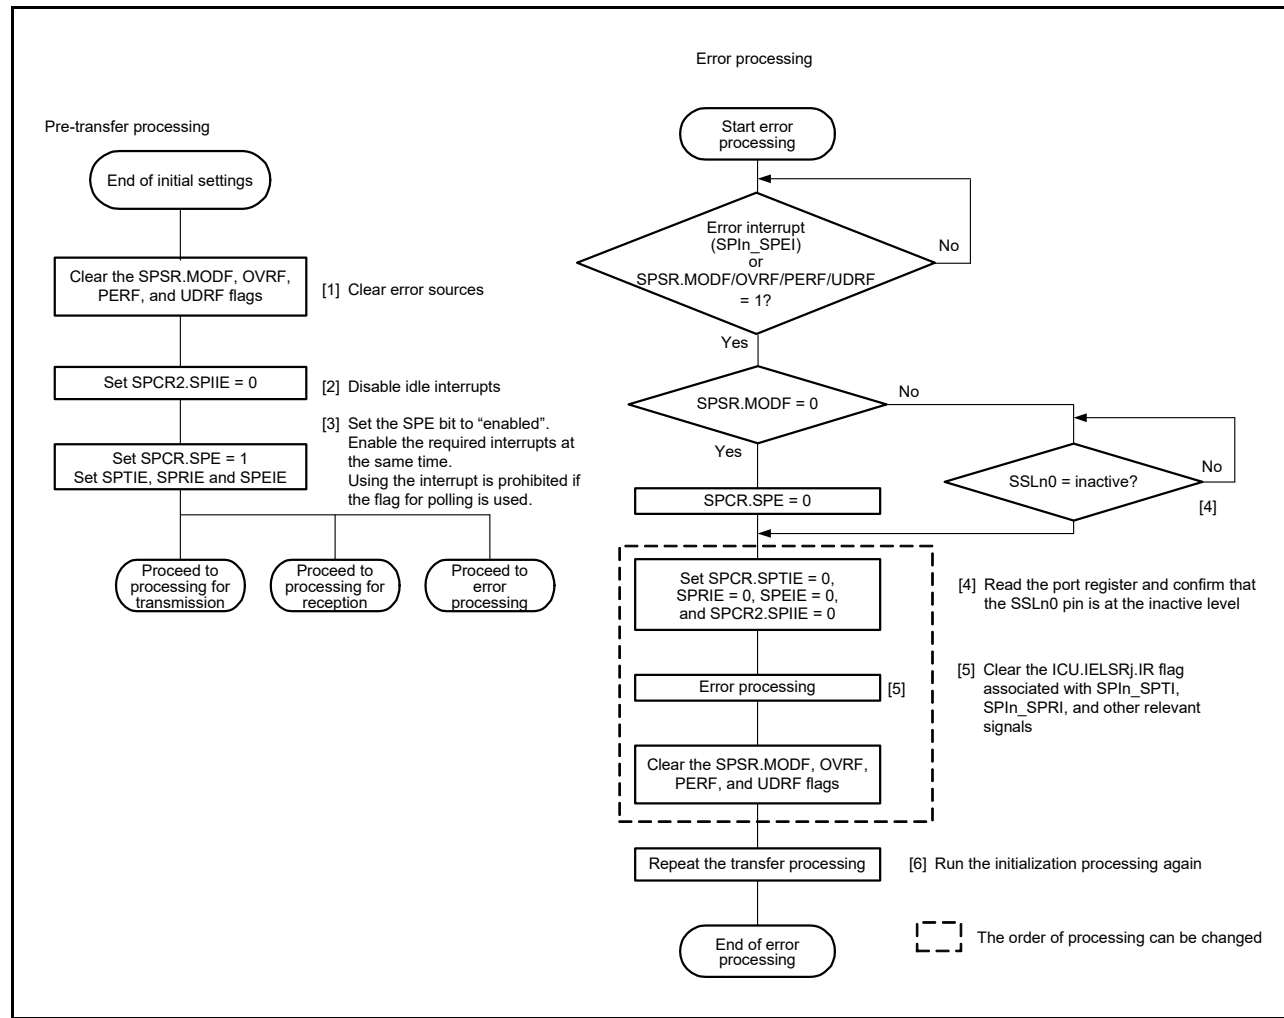 Pre-transfer processing
End of initial settings
Clear the SPSR.MODF, OVRF,
PERF, and UDRF flags
[1] Clear error sources
Set SPCR2.SPIIE = 0
[2] Disable idle interrupts
Set SPCR.SPE = 1
Set SPTIE, SPRIE and SPEIE
[3] Set the SPE bit to “enabled”.
Enable the required interrupts at
the same time.
Using the interrupt is prohibited if
the flag for polling is used.
Proceed to
processing for
transmission
Proceed to
processing for
reception
Proceed to
error
processing
Error processing
Start error
processing
Error interrupt
(SPIn_SPEI)
or
SPSR.MODF/OVRF/PERF/UDRF
= 1?
No
Yes
SPSR.MODF = 0
No
Yes
SSLn0 = inactive?
No
[4]
SPCR.SPE = 0
Set SPCR.SPTIE = 0,
SPRIE = 0, SPEIE = 0,
and SPCR2.SPIIE = 0
[4] Read the port register and confirm that
the SSLn0 pin is at the inactive level
Error processing
[5]
[5] Clear the ICU.IELSRj.IR flag
associated with SPIn_SPTI,
SPIn_SPRI, and other relevant
signals
Clear the SPSR.MODF, OVRF,
PERF, and UDRF flags
Repeat the transfer processing
[6] Run the initialization processing again
End of error
processing
The order of processing can be changed